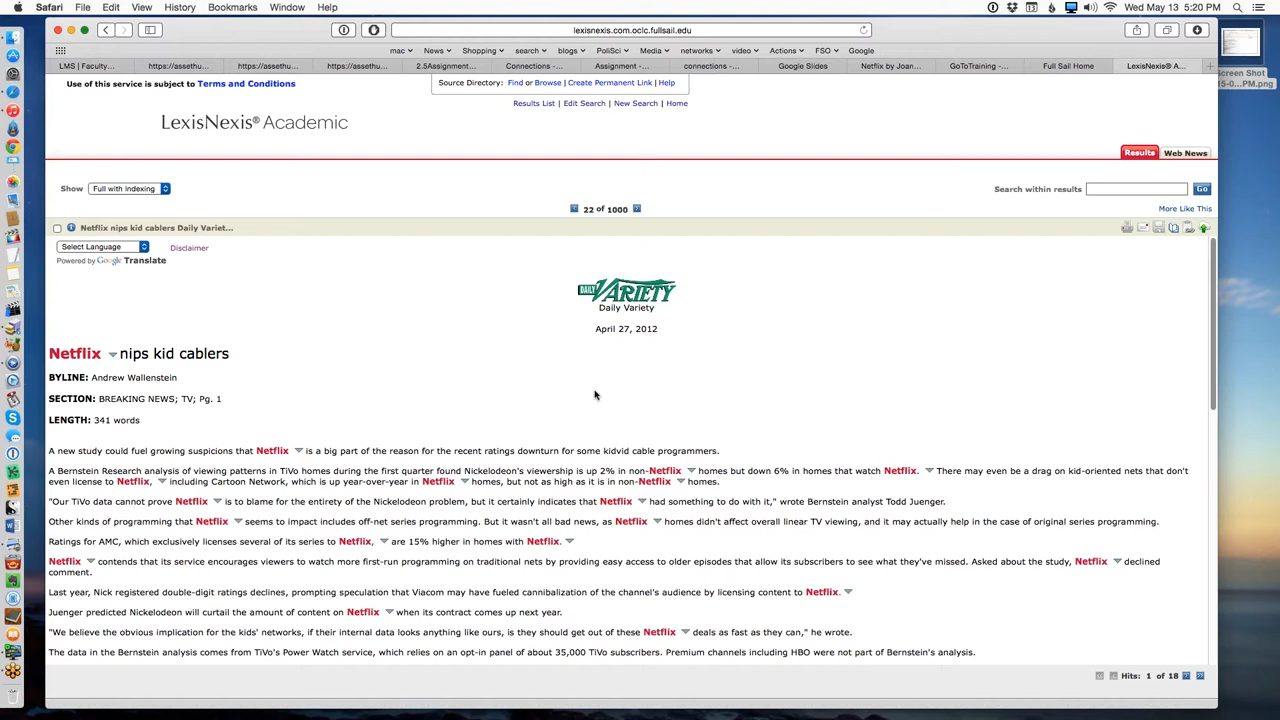 Safari File Edit View History Bookmarks Window Help Wed May 13 5:20 PM
lexisnexis.com.oclc.fullsail.edu
mac News Shopping search blogs PoliSci Media networks video Actions FSO Google
LMS | Faculty... https://assethu... https://assethu... https://assethu... 2.5Assignment... Connections -... Assignment -... connections -... Google Slides Netflix by Joan... GoToTraining -... Full Sail Home LexisNexis® A...
Screen Shot
PM.png
Use of this service is subject to Terms and Conditions
Source Directory: Find or Browse | Create Permanent Link | Help
Results List | Edit Search | New Search | Home
LexisNexis® Academic
Results Web News
Show Full with Indexing
Search within results Go
22 of 1000
More Like This
Netflix nips kid cablers Daily Variet...
Select Language Disclaimer
Powered by Google Translate
DAILY VARIETY
Daily Variety
April 27, 2012
Netflix nips kid cablers
BYLINE: Andrew Wallenstein
SECTION: BREAKING NEWS; TV; Pg. 1
LENGTH: 341 words
A new study could fuel growing suspicions that Netflix is a big part of the reason for the recent ratings downturn for some kidvid cable programmers.
A Bernstein Research analysis of viewing patterns in TiVo homes during the first quarter found Nickelodeon's viewership is up 2% in non-Netflix homes but down 6% in homes that watch Netflix. There may even be a drag on kid-oriented nets that don't
even license to Netflix, including Cartoon Network, which is up year-over-year in Netflix homes, but not as high as it is in non-Netflix homes.
"Our TiVo data cannot prove Netflix is to blame for the entirety of the Nickelodeon problem, but it certainly indicates that Netflix had something to do with it," wrote Bernstein analyst Todd Juenger.
Other kinds of programming that Netflix seems to impact includes off-net series programming. But it wasn't all bad news, as Netflix homes didn't affect overall linear TV viewing, and it may actually help in the case of original series programming.
Ratings for AMC, which exclusively licenses several of its series to Netflix, are 15% higher in homes with Netflix.
Netflix contends that its service encourages viewers to watch more first-run programming on traditional nets by providing easy access to older episodes that allow its subscribers to see what they've missed. Asked about the study, Netflix declined
comment.
Last year, Nick registered double-digit ratings declines, prompting speculation that Viacom may have fueled cannibalization of the channel's audience by licensing content to Netflix.
Juenger predicted Nickelodeon will curtail the amount of content on Netflix when its contract comes up next year.
"We believe the obvious implication for the kids' networks, if their internal data looks anything like ours, is they should get out of these Netflix deals as fast as they can," he wrote.
The data in the Bernstein analysis comes from TiVo's Power Watch service, which relies on an opt-in panel of about 35,000 TiVo subscribers. Premium channels including HBO were not part of Bernstein's analysis.
Hits: 1 of 18